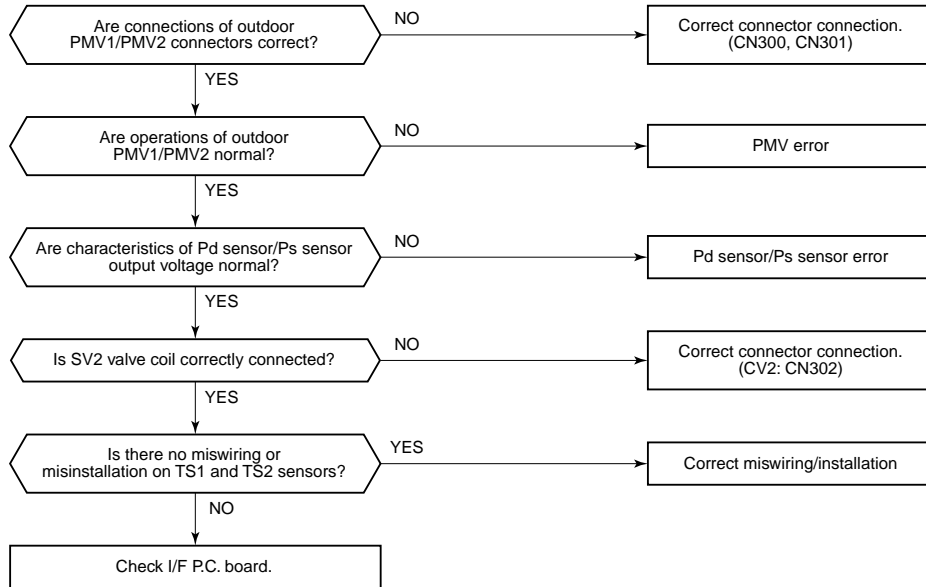 Are connections of outdoor
PMV1/PMV2 connectors correct?
NO
Correct connector connection.
(CN300, CN301)
YES
Are operations of outdoor
PMV1/PMV2 normal?
NO
PMV error
YES
Are characteristics of Pd sensor/Ps sensor
output voltage normal?
NO
Pd sensor/Ps sensor error
YES
Is SV2 valve coil correctly connected?
NO
Correct connector connection.
(CV2: CN302)
YES
Is there no miswiring or
misinstallation on TS1 and TS2 sensors?
YES
Correct miswiring/installation
NO
Check I/F P.C. board.